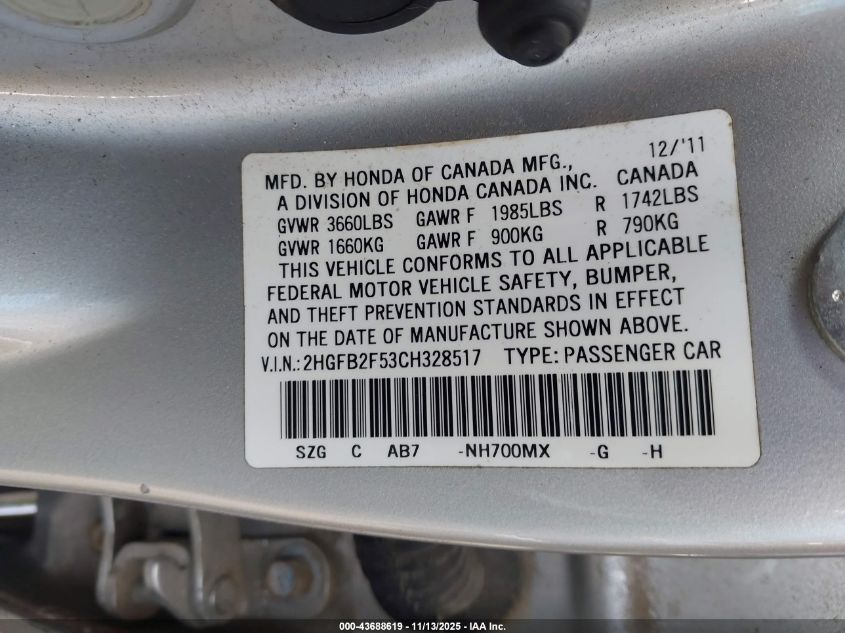 12/'11
MFD. BY HONDA OF CANADA MFG.,
A DIVISION OF HONDA CANADA INC. CANADA
GVWR 3660LBS GAWR F 1985LBS R 1742LBS
GVWR 1660KG GAWR F 900KG R 790KG
THIS VEHICLE CONFORMS TO ALL APPLICABLE
FEDERAL MOTOR VEHICLE SAFETY, BUMPER,
AND THEFT PREVENTION STANDARDS IN EFFECT
ON THE DATE OF MANUFACTURE SHOWN ABOVE.
V.I.N.: 2HGFB2F53CH328517 TYPE: PASSENGER CAR
SZG C AB7 -NH700MX -G -H
000-43688619 - 11/13/2025 - IAA Inc.